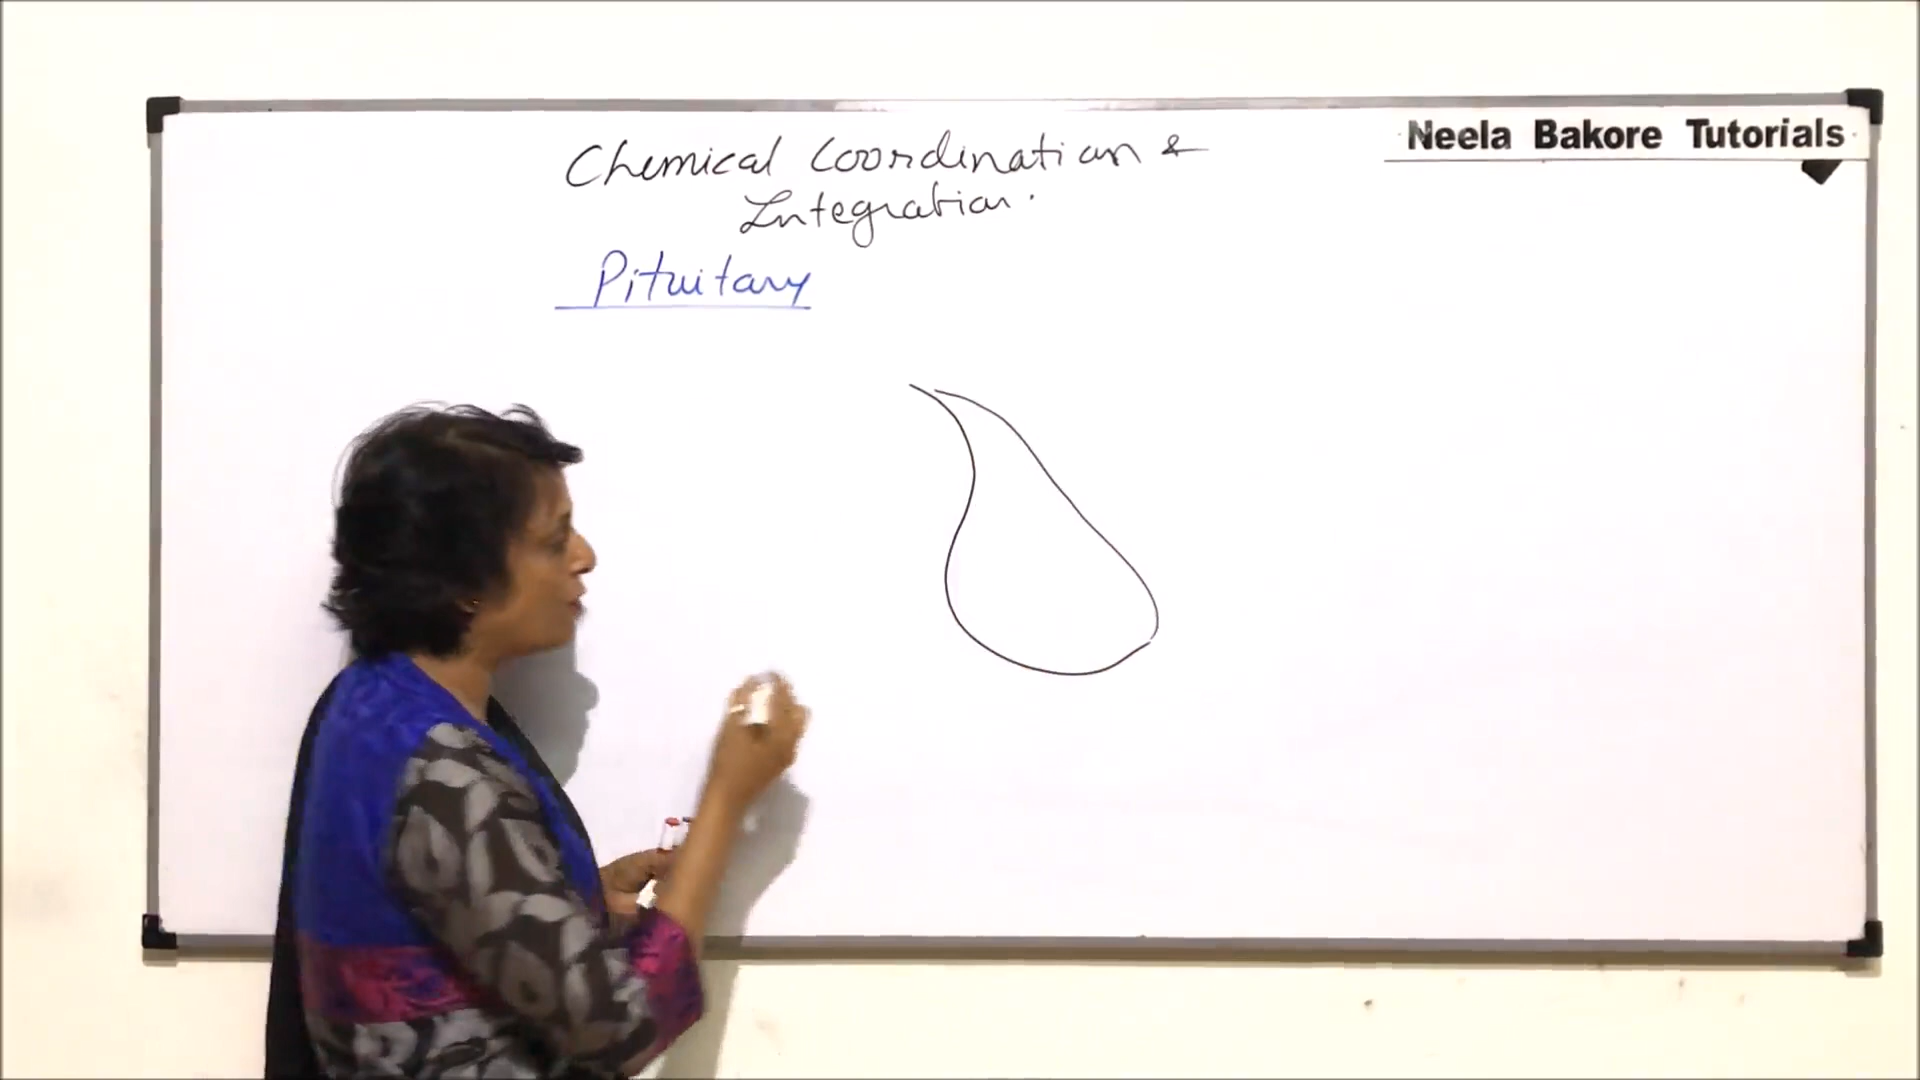 Neela Bakore Tutorials
Chemical Coordination &
Integration.
Pituitary